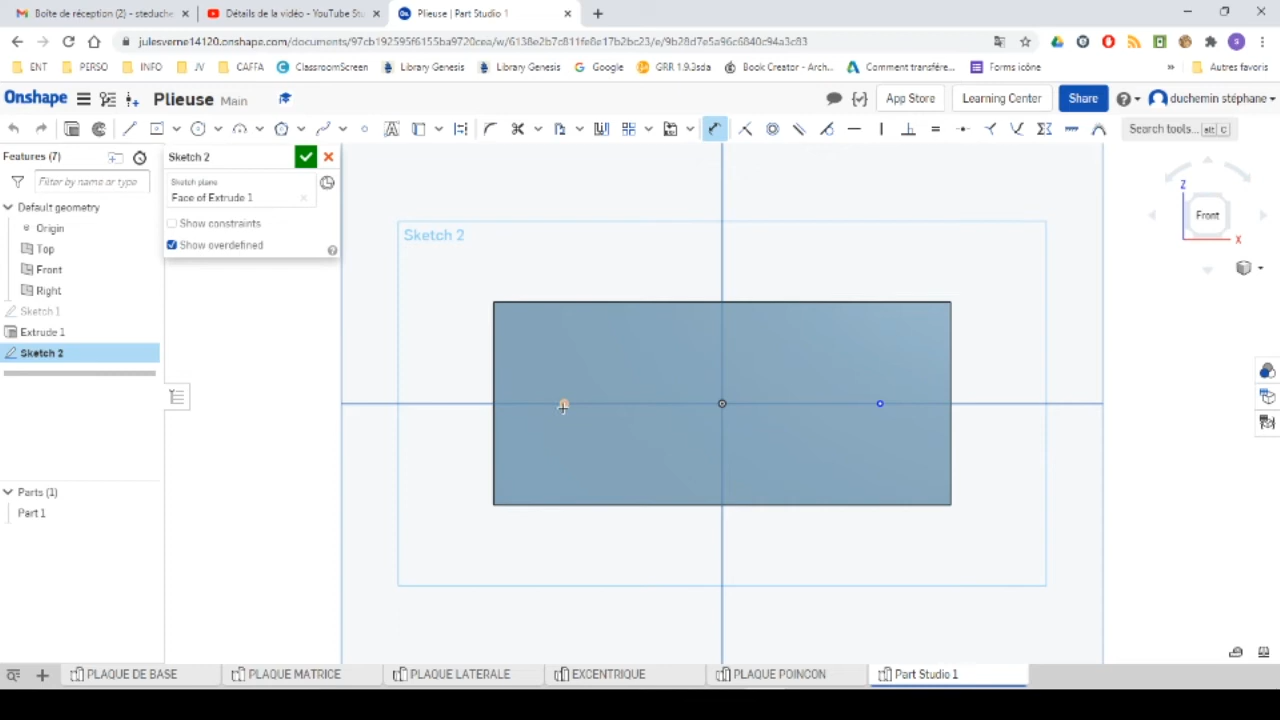 Boîte de réception (2) - steduche
Détails de la vidéo - YouTube Stu
Plieuse | Part Studio 1
julesverne14120.onshape.com/documents/97cb192595f6155ba9720cea/w/6138e2b7c811fe8e17b2bc23/e/9b28d7e5a96c6840c94a3c83
ENT PERSO INFO JV CAFFA ClassroomScreen Library Genesis Library Genesis Google GRR 1.9.3sda Book Creator - Arch... Comment transfére... Forms icône » Autres favoris
Onshape Plieuse Main App Store Learning Center Share duchemin stéphane
Search tools... alt C
Features (7)
Filter by name or type
Default geometry
Origin
Top
Front
Right
Sketch 1
Extrude 1
Sketch 2
Parts (1)
Part 1
Sketch 2
Sketch plane
Face of Extrude 1
Show constraints
Show overdefined
Sketch 2
Z
Front
X
PLAQUE DE BASE PLAQUE MATRICE PLAQUE LATERALE EXCENTRIQUE PLAQUE POINCON Part Studio 1